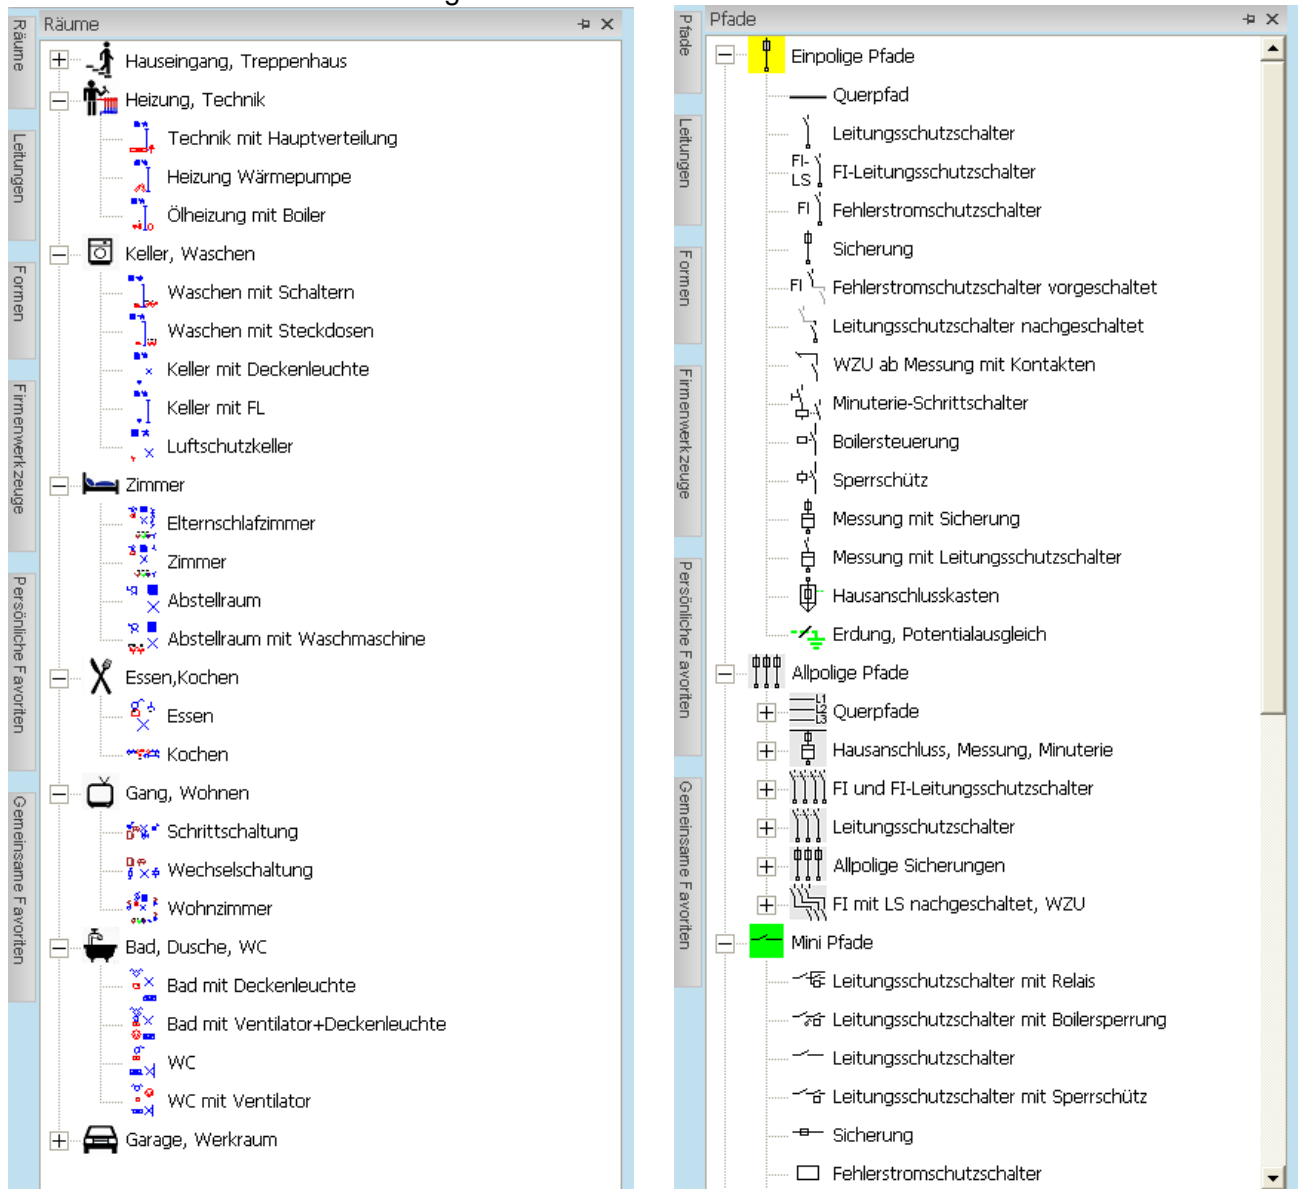 Räume
Hauseingang, Treppenhaus
Heizung, Technik
Technik mit Hauptverteilung
Heizung Wärmepumpe
Ölheizung mit Boiler
Keller, Waschen
Waschen mit Schaltern
Waschen mit Steckdosen
Keller mit Deckenleuchte
Keller mit FL
Luftschutzkeller
Zimmer
Elternschlafzimmer
Zimmer
Abstellraum
Abstellraum mit Waschmaschine
Essen,Kochen
Essen
Kochen
Gang, Wohnen
Schrittschaltung
Wechselschaltung
Wohnzimmer
Bad, Dusche, WC
Bad mit Deckenleuchte
Bad mit Ventilator+Deckenleuchte
WC
WC mit Ventilator
Garage, Werkraum
Räume
Leitungen
Formen
Firmenwerkzeuge
Persönliche Favoriten
Gemeinsame Favoriten
Pfade
Einpolige Pfade
Querpfad
Leitungsschutzschalter
FI-
LS
FI-Leitungsschutzschalter
FI
Fehlerstromschutzschalter
Sicherung
FI
Fehlerstromschutzschalter vorgeschaltet
Leitungsschutzschalter nachgeschaltet
WZU ab Messung mit Kontakten
Minuterie-Schrittschalter
Boilersteuerung
Sperrschütz
Messung mit Sicherung
Messung mit Leitungsschutzschalter
Hausanschlusskasten
Erdung, Potentialausgleich
Allpolige Pfade
L1
L2
L3
Querpfade
Hausanschluss, Messung, Minuterie
FI und FI-Leitungsschutzschalter
Leitungsschutzschalter
Allpolige Sicherungen
FI mit LS nachgeschaltet, WZU
Mini Pfade
Leitungsschutzschalter mit Relais
Leitungsschutzschalter mit Boilersperrung
Leitungsschutzschalter
Leitungsschutzschalter mit Sperrschütz
Sicherung
Fehlerstromschutzschalter
Pfade
Leitungen
Formen
Firmenwerkzeuge
Persönliche Favoriten
Gemeinsame Favoriten